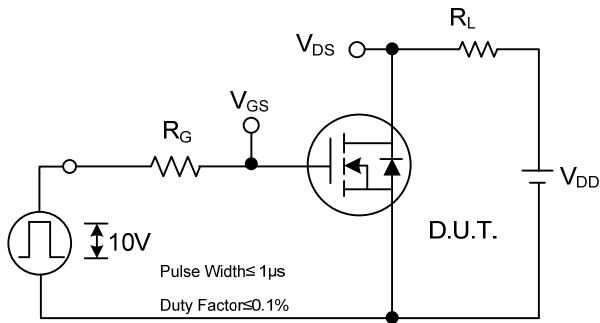 R_L
V_DS
V_GS
R_G
V_DD
D.U.T.
10V
Pulse Width≤ 1μs
Duty Factor≤0.1%